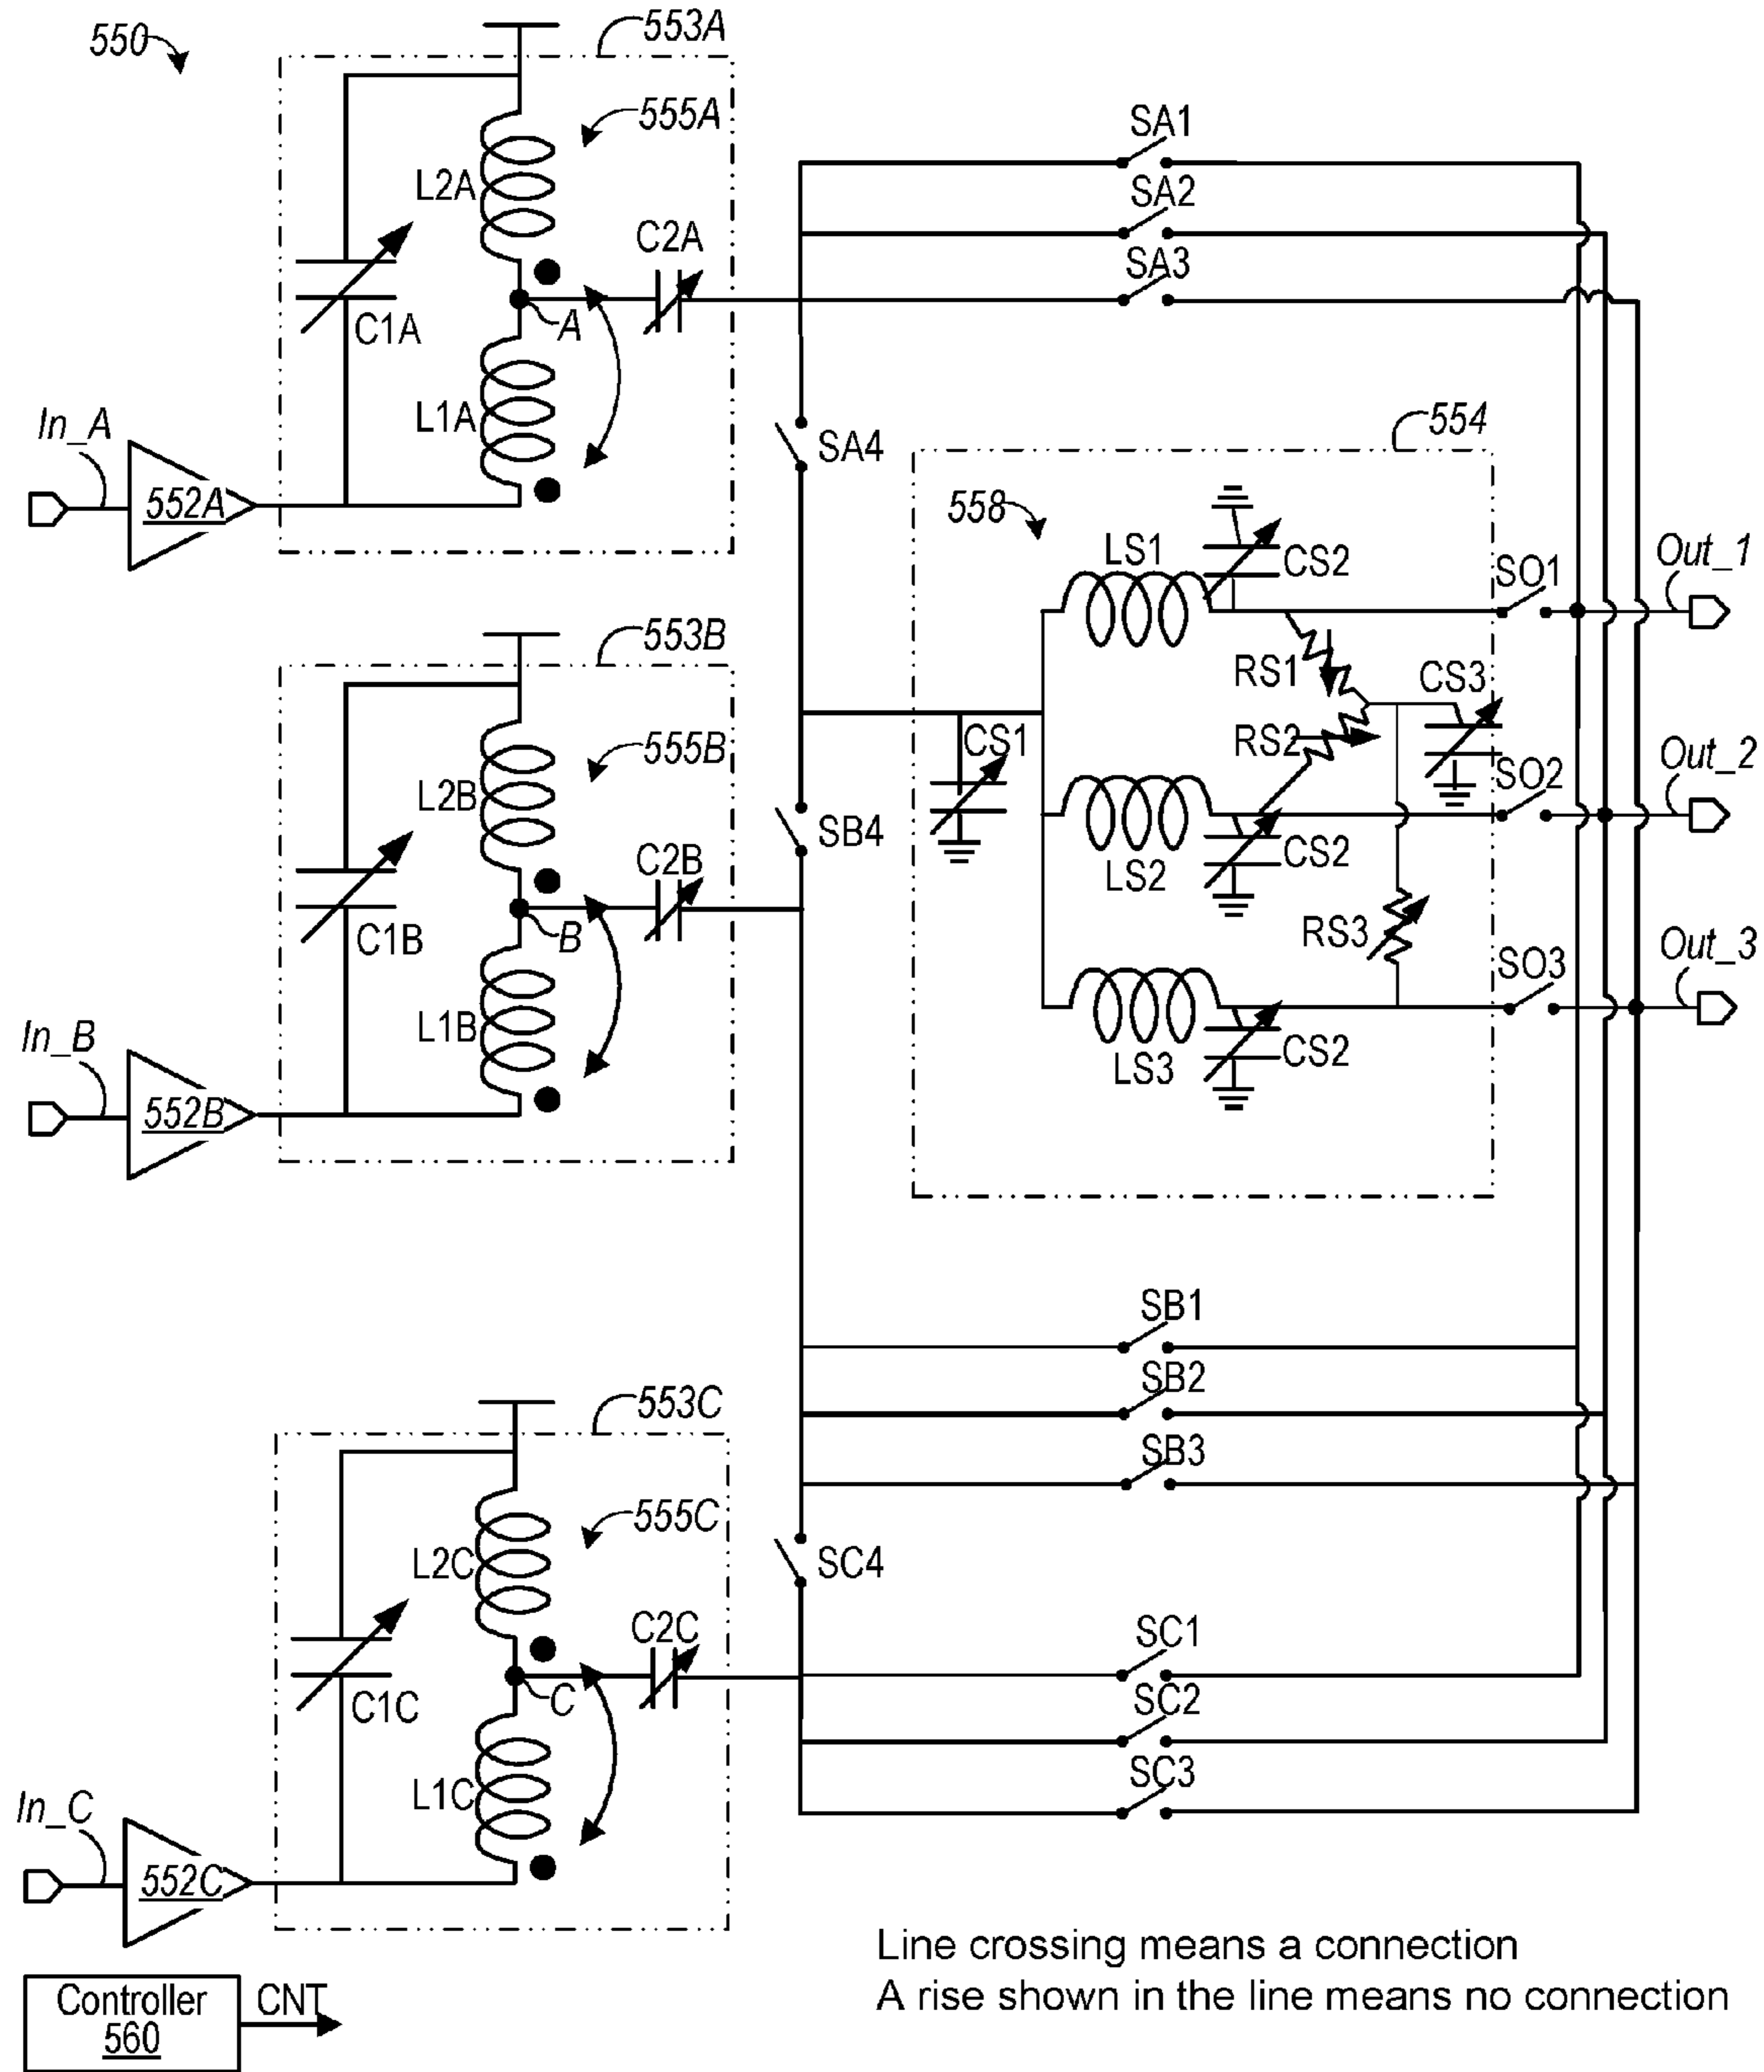 550
553A
555A
L2A
C2A
C1A
A
L1A
In_A
552A
SA1
SA2
SA3
SA4
554
558
LS1
CS2
SO1
Out_1
RS1
CS3
RS2
CS1
SO2
Out_2
LS2
CS2
RS3
SO3
Out_3
LS3
CS2
553B
555B
L2B
C2B
SB4
C1B
B
L1B
In_B
552B
SB1
SB2
SB3
553C
555C
L2C
SC4
C2C
C1C
C
L1C
In_C
552C
SC1
SC2
SC3
Line crossing means a connection
A rise shown in the line means no connection
Controller
560
CNT